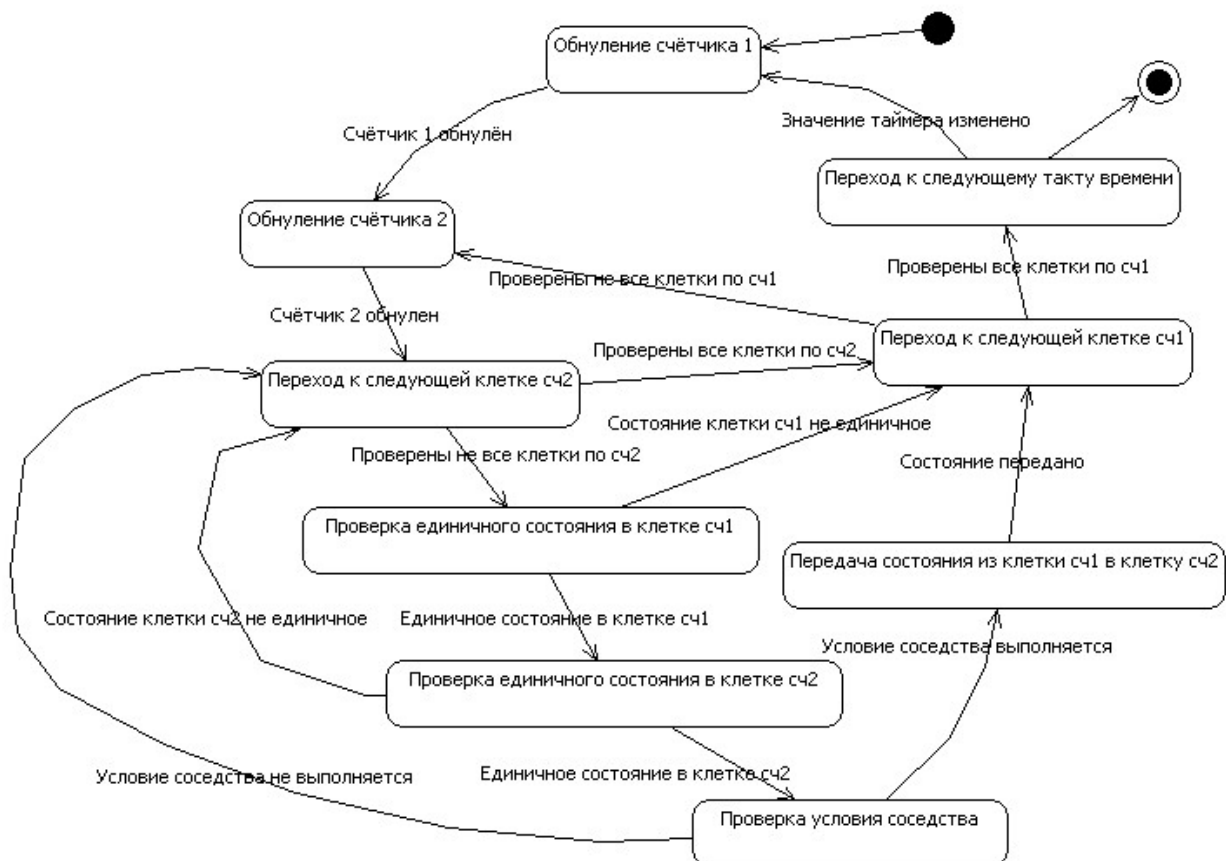 Обнуление счётчика 1
Значение таймера изменено
Счётчик 1 обнулён
Переход к следующему такту времени
Обнуление счётчика 2
Проверены не все клетки по сч1
Проверены все клетки по сч1
Счётчик 2 обнулен
Переход к следующей клетке сч1
Проверены все клетки по сч2
Переход к следующей клетке сч2
Состояние клетки сч1 не единичное
Проверены не все клетки по сч2
Состояние передано
Проверка единичного состояния в клетке сч1
Передача состояния из клетки сч1 в клетку сч2
Состояние клетки сч2 не единичное
Единичное состояние в клетке сч1
Условие соседства выполняется
Проверка единичного состояния в клетке сч2
Условие соседства не выполняется
Единичное состояние в клетке сч2
Проверка условия соседства